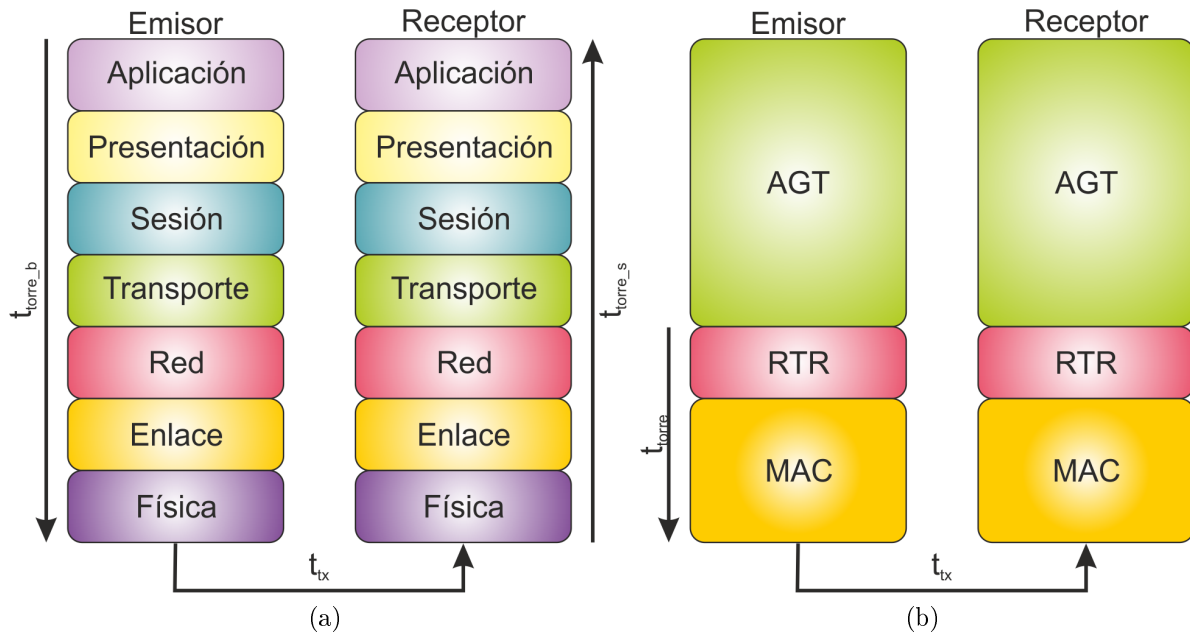 Emisor
Receptor
Aplicación
Aplicación
Presentación
Presentación
Sesión
Sesión
Transporte
Transporte
Red
Red
Enlace
Enlace
Física
Física
t_torre_b
t_torre_s
t_tx
(a)
Emisor
Receptor
AGT
AGT
RTR
RTR
MAC
MAC
t_torre
t_tx
(b)